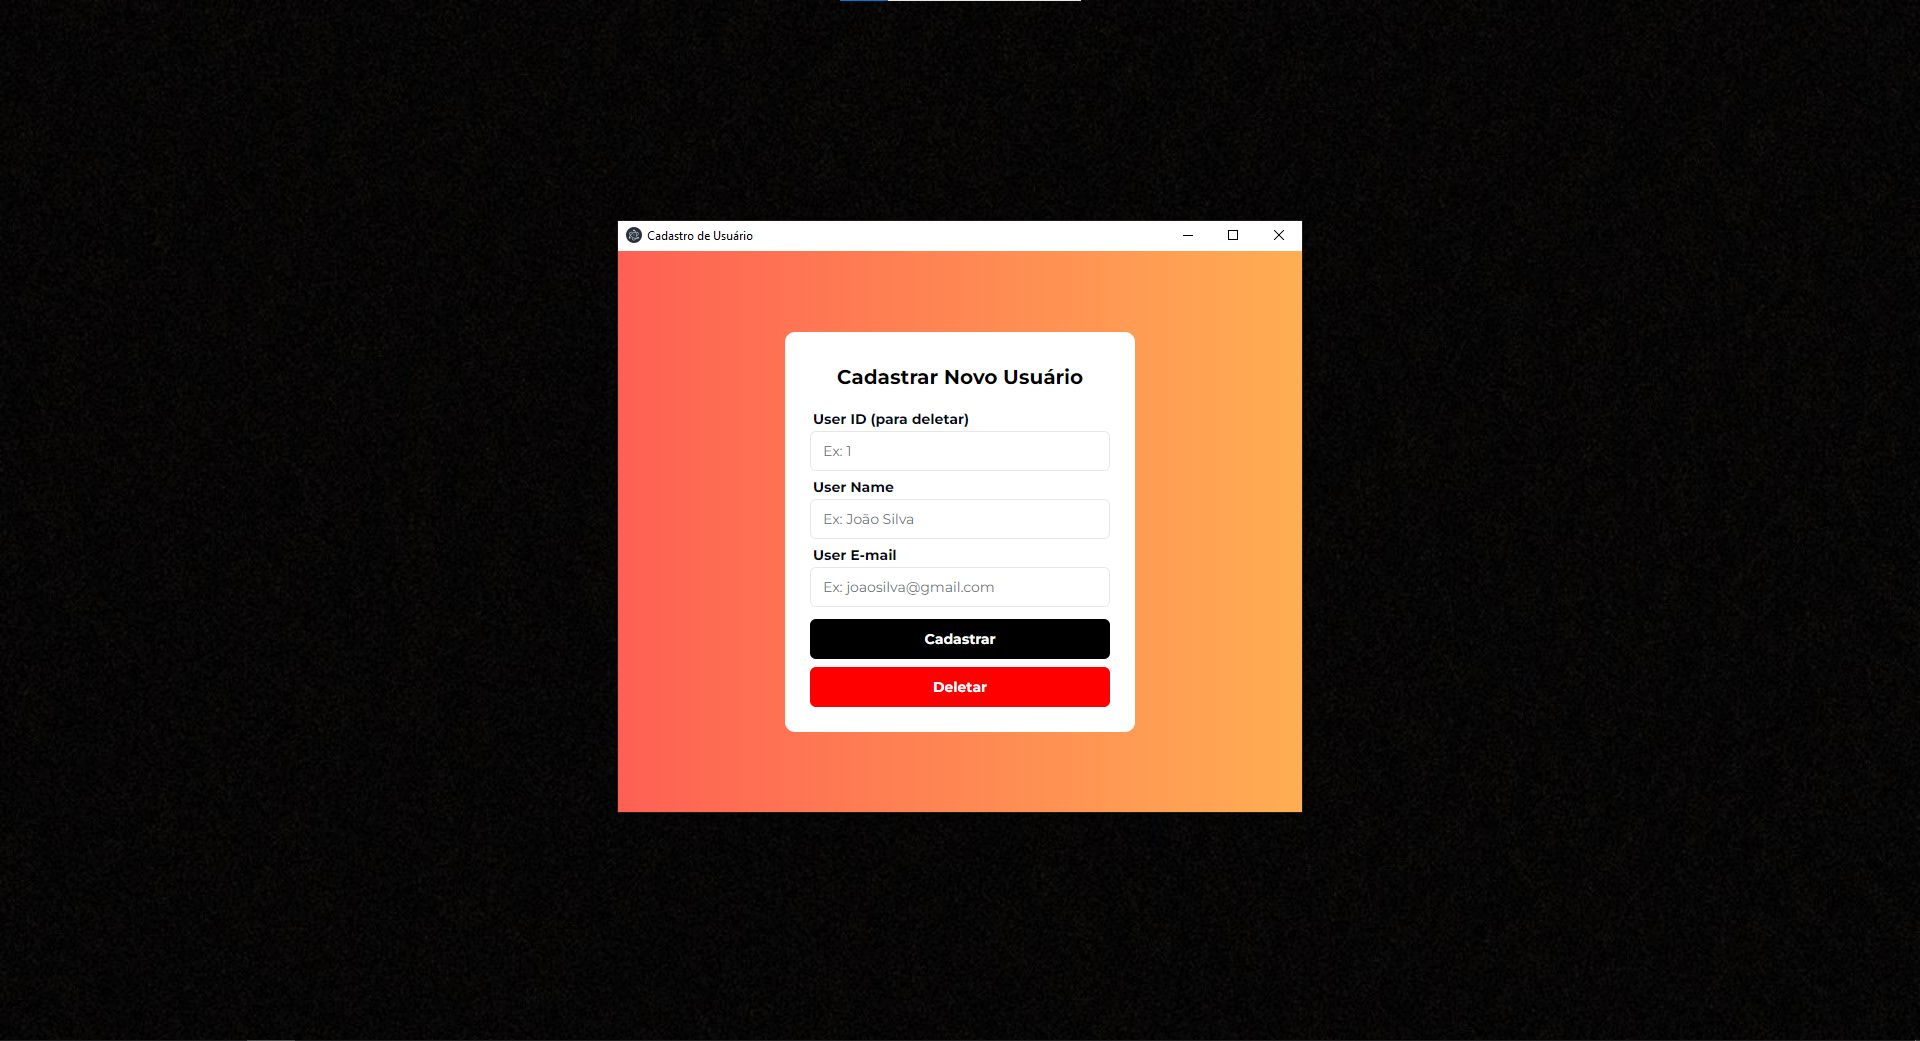 Cadastro de Usuário
Cadastrar Novo Usuário
User ID (para deletar)
Ex: 1
User Name
Ex: João Silva
User E-mail
Ex: joaosilva@gmail.com
Cadastrar
Deletar